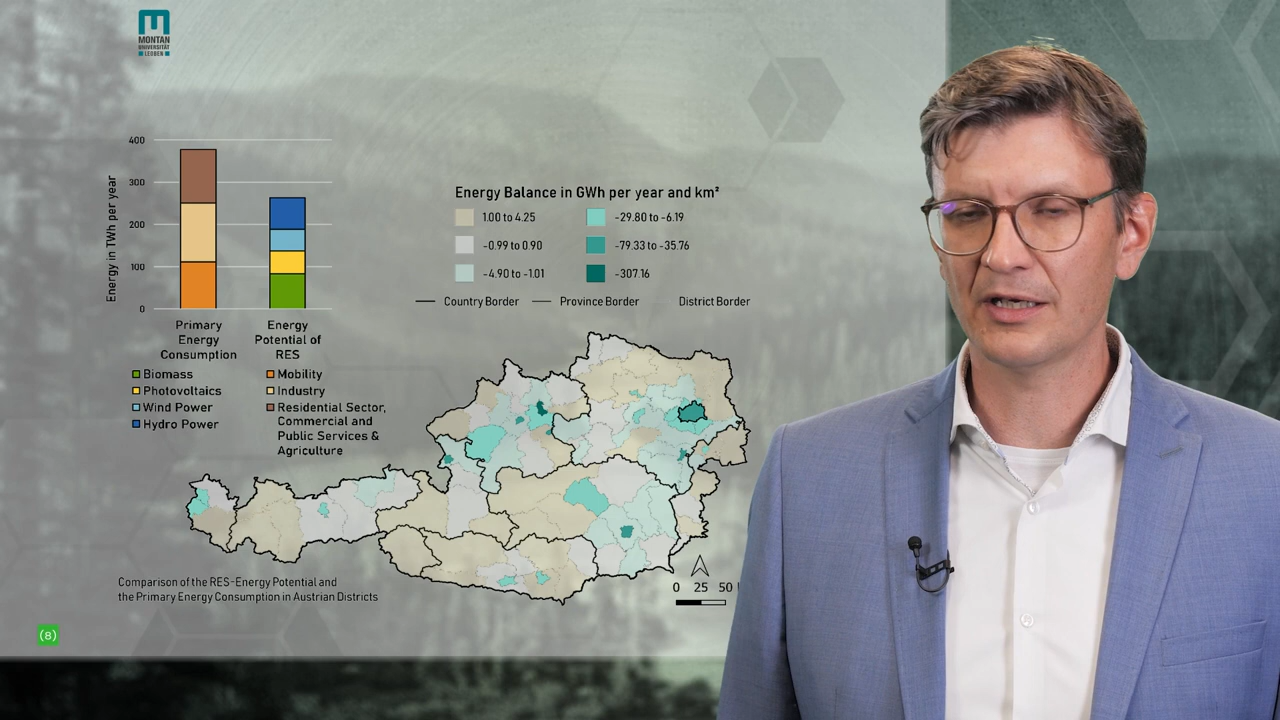 MONTAN
UNIVERSITÄT
LEOBEN
400
300
200
100
0
Energy in TWh per year
Primary
Energy
Consumption
Energy
Potential of
RES
Biomass
Photovoltaics
Wind Power
Hydro Power
Mobility
Industry
Residential Sector,
Commercial and
Public Services &
Agriculture
Energy Balance in GWh per year and km²
1.00 to 4.25
-0.99 to 0.90
-4.90 to -1.01
-29.80 to -6.19
-79.33 to -35.76
-307.16
Country Border
Province Border
District Border
0 25 50
Comparison of the RES-Energy Potential and
the Primary Energy Consumption in Austrian Districts
(8)